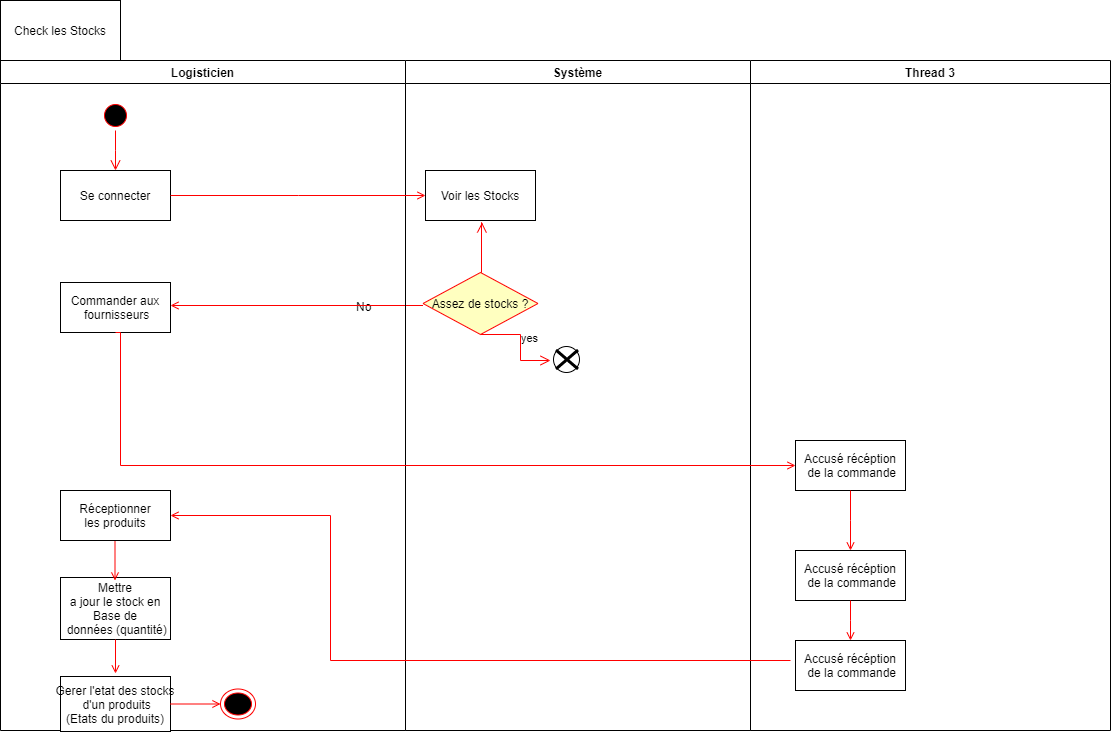 Check les Stocks
Logisticien
Système
Thread 3
Se connecter
Voir les Stocks
Commander aux
fournisseurs
No
Assez de stocks ?
yes
Accusé récéption
de la commande
Réceptionner
les produits
Accusé récéption
de la commande
Mettre
a jour le stock en
Base de
données (quantité)
Accusé récéption
de la commande
Gerer l'etat des stocks
d'un produits
(Etats du produits)